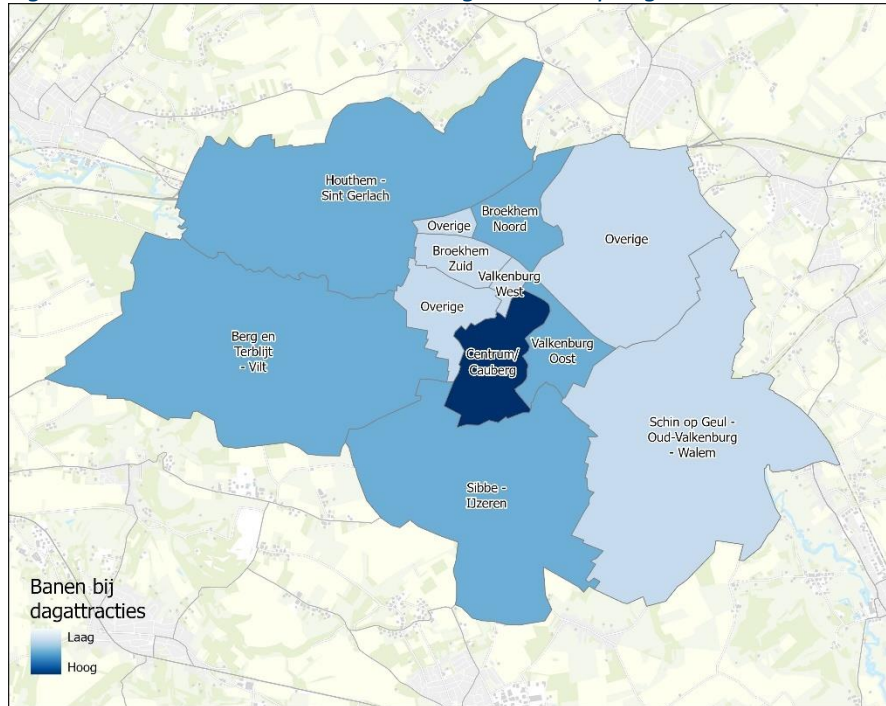 Houthem -
Sint Gerlach
Broekhem
Noord
Overige
Overige
Broekhem
Zuid
Valkenburg
West
Overige
Berg en
Terblijt
- Vilt
Centrum/
Cauberg
Valkenburg
Oost
Schin op Geul -
Oud-Valkenburg
- Walem
Sibbe -
IJzeren
Banen bij
dagattracties
Laag
Hoog